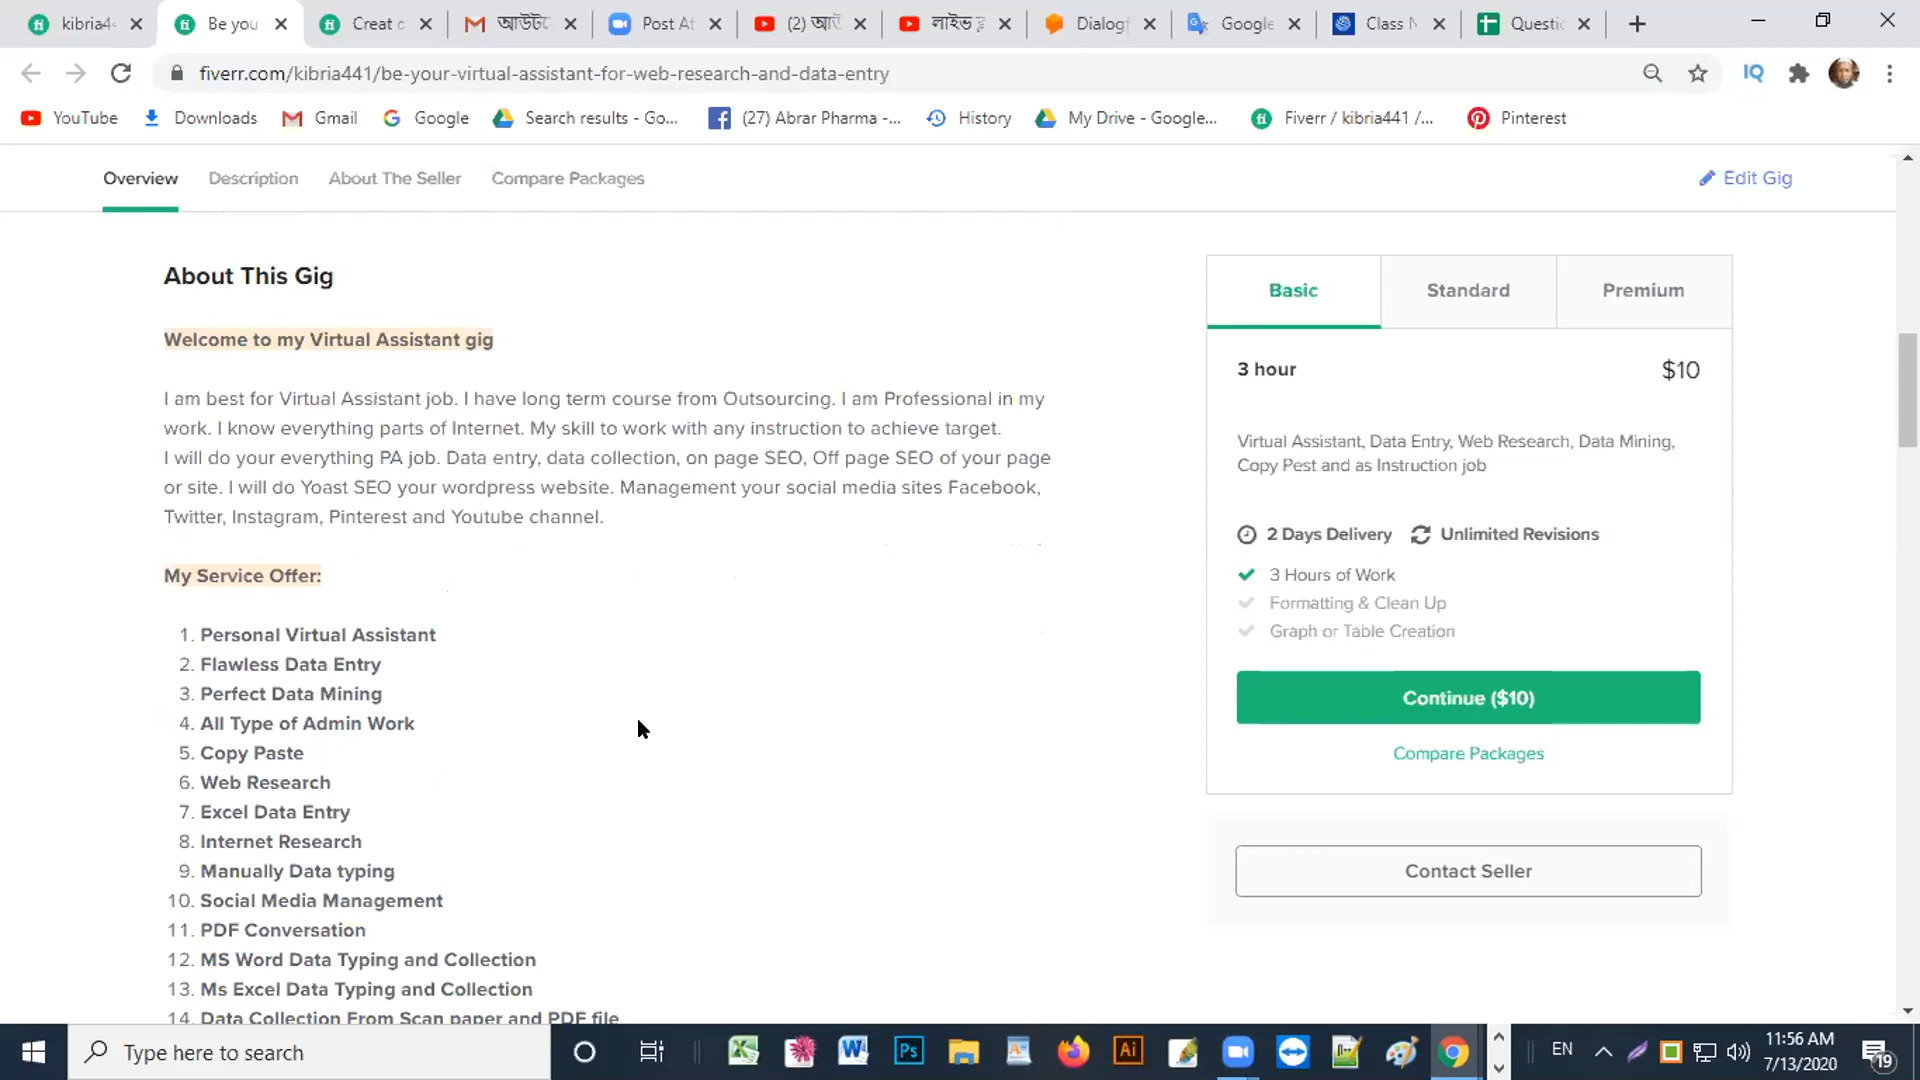 kibria4
Be you
Creat c
আউট
Post At
(2) আ
লাইভ
Dialogf
Google
Class N
Questic
fiverr.com/kibria441/be-your-virtual-assistant-for-web-research-and-data-entry
IQ
YouTube
Downloads
Gmail
Google
Search results - Go...
(27) Abrar Pharma -...
History
My Drive - Google...
Fiverr / kibria441 /...
Pinterest
Overview
Description
About The Seller
Compare Packages
Edit Gig
About This Gig
Welcome to my Virtual Assistant gig
I am best for Virtual Assistant job. I have long term course from Outsourcing. I am Professional in my
work. I know everything parts of Internet. My skill to work with any instruction to achieve target.
I will do your everything PA job. Data entry, data collection, on page SEO, Off page SEO of your page
or site. I will do Yoast SEO your wordpress website. Management your social media sites Facebook,
Twitter, Instagram, Pinterest and Youtube channel.
My Service Offer:
1. Personal Virtual Assistant
2. Flawless Data Entry
3. Perfect Data Mining
4. All Type of Admin Work
5. Copy Paste
6. Web Research
7. Excel Data Entry
8. Internet Research
9. Manually Data typing
10. Social Media Management
11. PDF Conversation
12. MS Word Data Typing and Collection
13. Ms Excel Data Typing and Collection
14. Data Collection From Scan paper and PDF file
Basic
Standard
Premium
3 hour
$10
Virtual Assistant, Data Entry, Web Research, Data Mining,
Copy Pest and as Instruction job
2 Days Delivery
Unlimited Revisions
3 Hours of Work
Formatting & Clean Up
Graph or Table Creation
Continue ($10)
Compare Packages
Contact Seller
Type here to search
Ps
Ai
EN
11:56 AM
7/13/2020
19